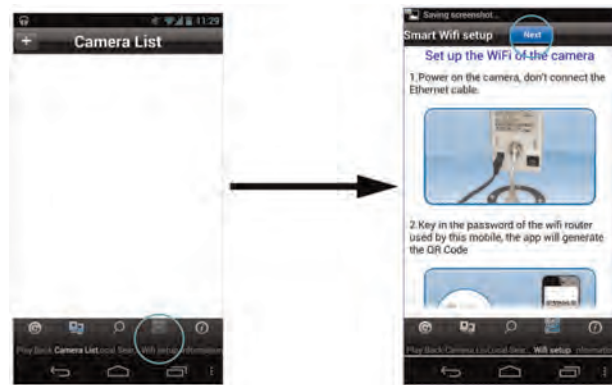 11:29
Camera List
Play Back Camera List Local Sear... Wifi setup Information
Saving screenshot...
Smart Wifi setup Next
Set up the WiFi of the camera
1.Power on the camera, don't connect the
Ethernet cable.
2.Key in the password of the wifi router
used by this mobile, the app will generate
the QR Code
Play Back Camera List Local Sear... Wifi setup Informatio